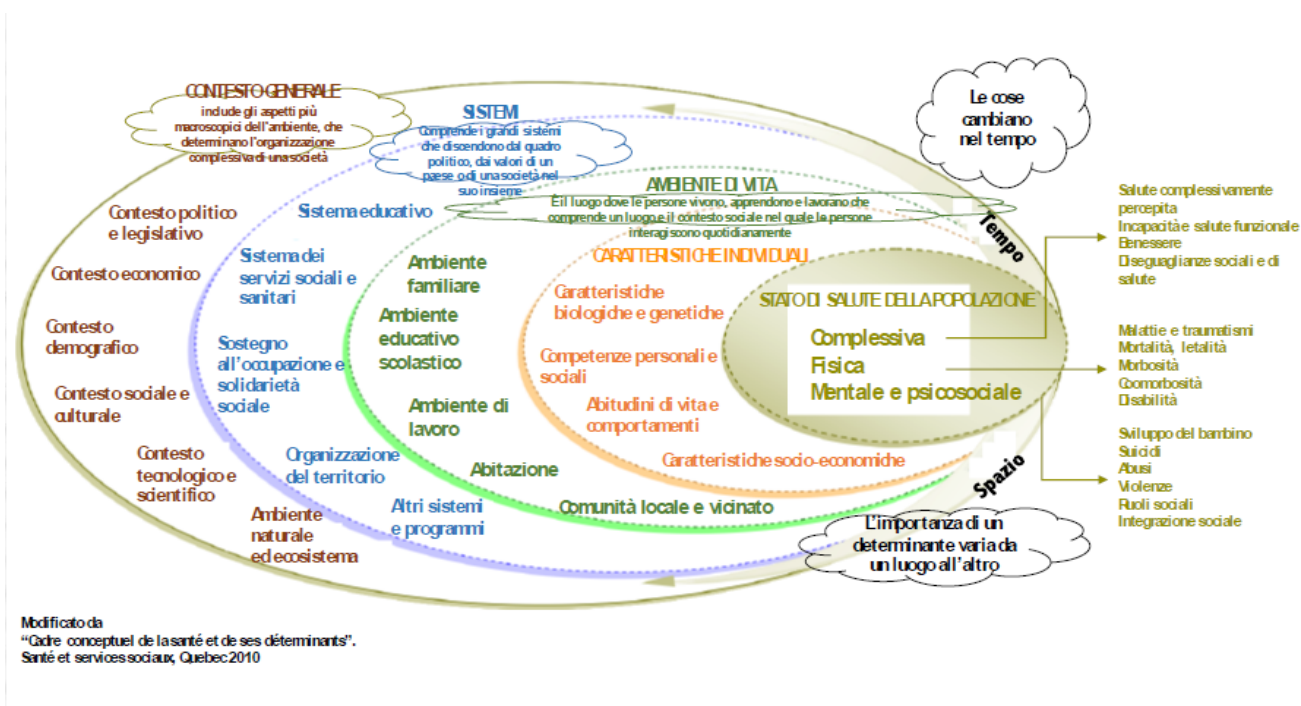 CONTESTO GENERALE
include gli aspetti più
macroscopici dell'ambiente, che
determinano l'organizzazione
complessiva di una società
SISTEMI
Comprende i grandi sistemi
che discendono dal quadro
politico, dai valori di un
paese o di una società nel
suo insieme
AMBIENTE DI VITA
È il luogo dove le persone vivono, apprendono e lavorano, che
comprende un luogo e il contesto sociale nel quale le persone
interagiscono quotidianamente
Le cose
cambiano
nel tempo
Contesto politico
e legislativo
Contesto economico
Contesto
demografico
Contesto sociale e
culturale
Contesto
tecnologico e
scientifico
Ambiente
naturale
ed ecosistema
Sistema educativo
Sistema dei
servizi sociali e
sanitari
Sostegno
all'occupazione e
solidarietà
sociale
Organizzazione
del territorio
Altri sistemi
e programmi
Ambiente
familiare
Ambiente
educativo
scolastico
Ambiente di
lavoro
Abitazione
Comunità locale e vicinato
CARATTERISTICHE INDIVIDUALI
Caratteristiche
biologiche e genetiche
Competenze personali e
sociali
Abitudini di vita e
comportamenti
Caratteristiche socio-economiche
STATO DI SALUTE DELLA POPOLAZIONE
Complessiva
Fisica
Mentale e psicosociale
Tempo
Spazio
L'importanza di un
determinante varia da
un luogo all'altro
Salute complessivamente
percepita
Incapacità e salute funzionale
Benessere
Diseguaglianze sociali e di
salute
Malattie e traumatismi
Mortalità, letalità
Morbosità
Coomorbosità
Disabilità
Sviluppo del bambino
Suicidi
Abusi
Violenze
Ruoli sociali
Integrazione sociale
Modificato da
"Cadre conceptuel de la santé et de ses déterminants".
Santé et services sociaux, Quebec 2010